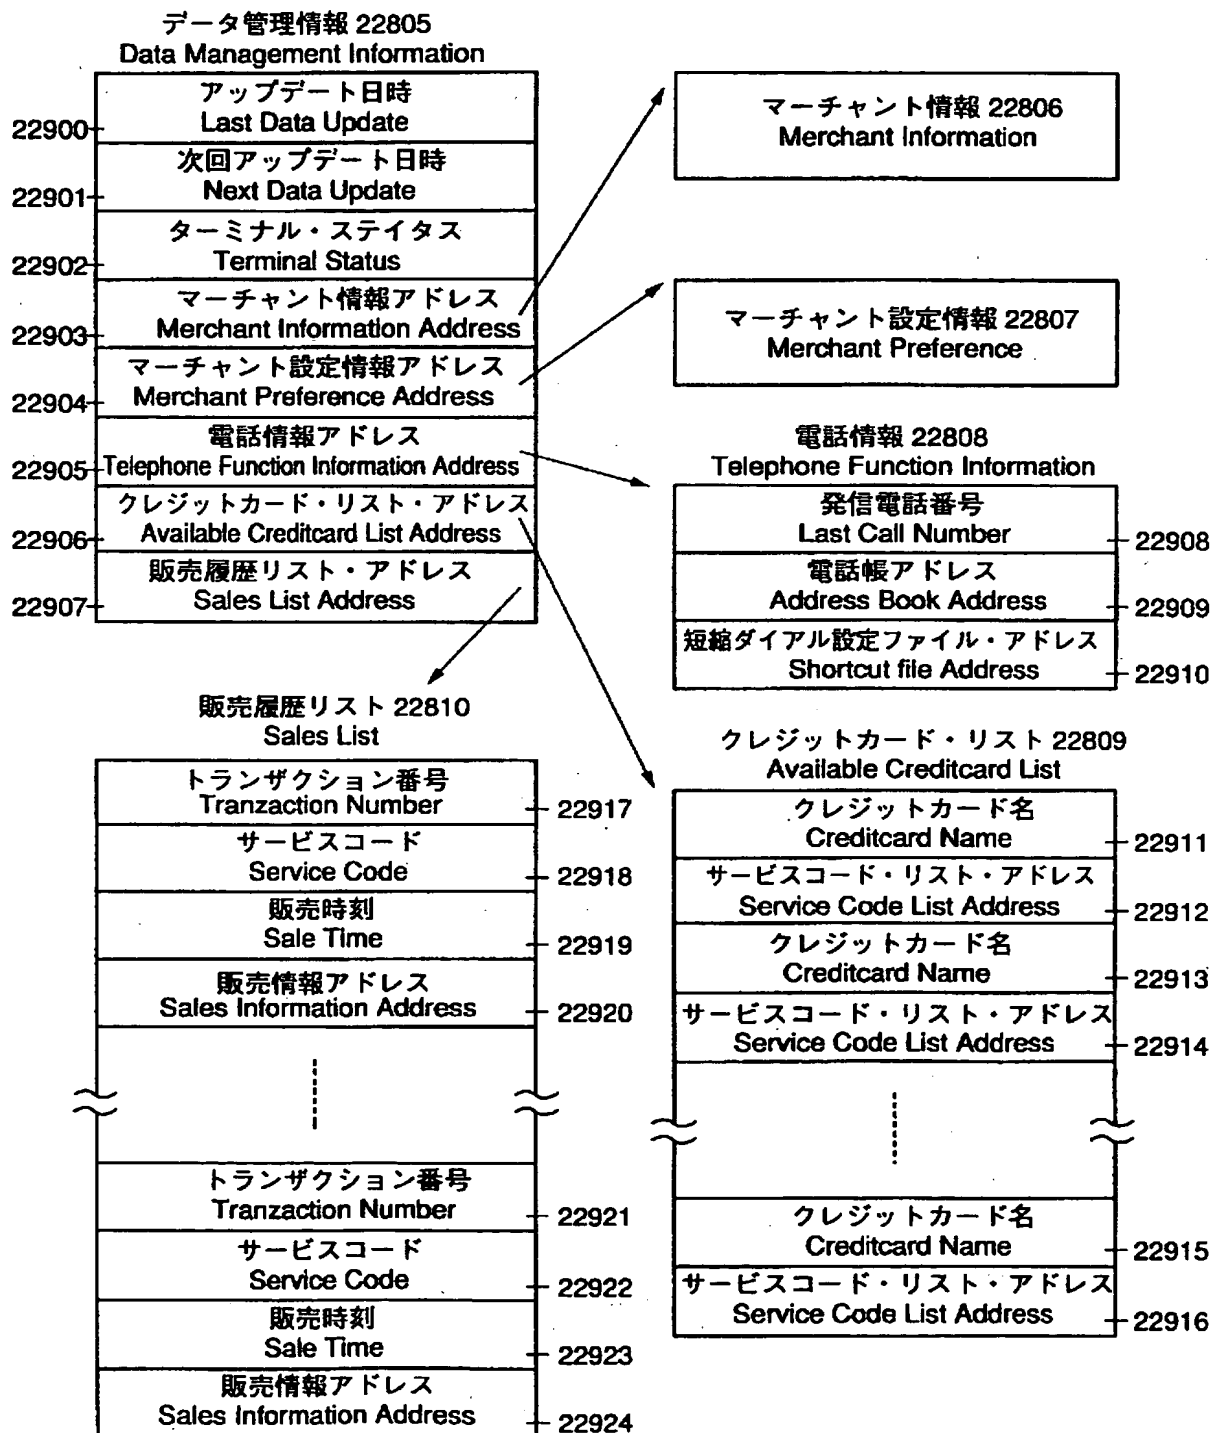 データ管理情報 22805
Data Management Information
アップデート日時
Last Data Update
22900
次回アップデート日時
Next Data Update
22901
ターミナル・ステイタス
Terminal Status
22902
マーチャント情報アドレス
Merchant Information Address
22903
マーチャント設定情報アドレス
Merchant Preference Address
22904
電話情報アドレス
Telephone Function Information Address
22905
クレジットカード・リスト・アドレス
Available Creditcard List Address
22906
販売履歴リスト・アドレス
Sales List Address
22907
マーチャント情報 22806
Merchant Information
マーチャント設定情報 22807
Merchant Preference
電話情報 22808
Telephone Function Information
発信電話番号
Last Call Number
22908
電話帳アドレス
Address Book Address
22909
短縮ダイアル設定ファイル・アドレス
Shortcut file Address
22910
販売履歴リスト 22810
Sales List
トランザクション番号
Tranzaction Number
22917
サービスコード
Service Code
22918
販売時刻
Sale Time
22919
販売情報アドレス
Sales Information Address
22920
トランザクション番号
Tranzaction Number
22921
サービスコード
Service Code
22922
販売時刻
Sale Time
22923
販売情報アドレス
Sales Information Address
22924
クレジットカード・リスト 22809
Available Creditcard List
クレジットカード名
Creditcard Name
22911
サービスコード・リスト・アドレス
Service Code List Address
22912
クレジットカード名
Creditcard Name
22913
サービスコード・リスト・アドレス
Service Code List Address
22914
クレジットカード名
Creditcard Name
22915
サービスコード・リスト・アドレス
Service Code List Address
22916